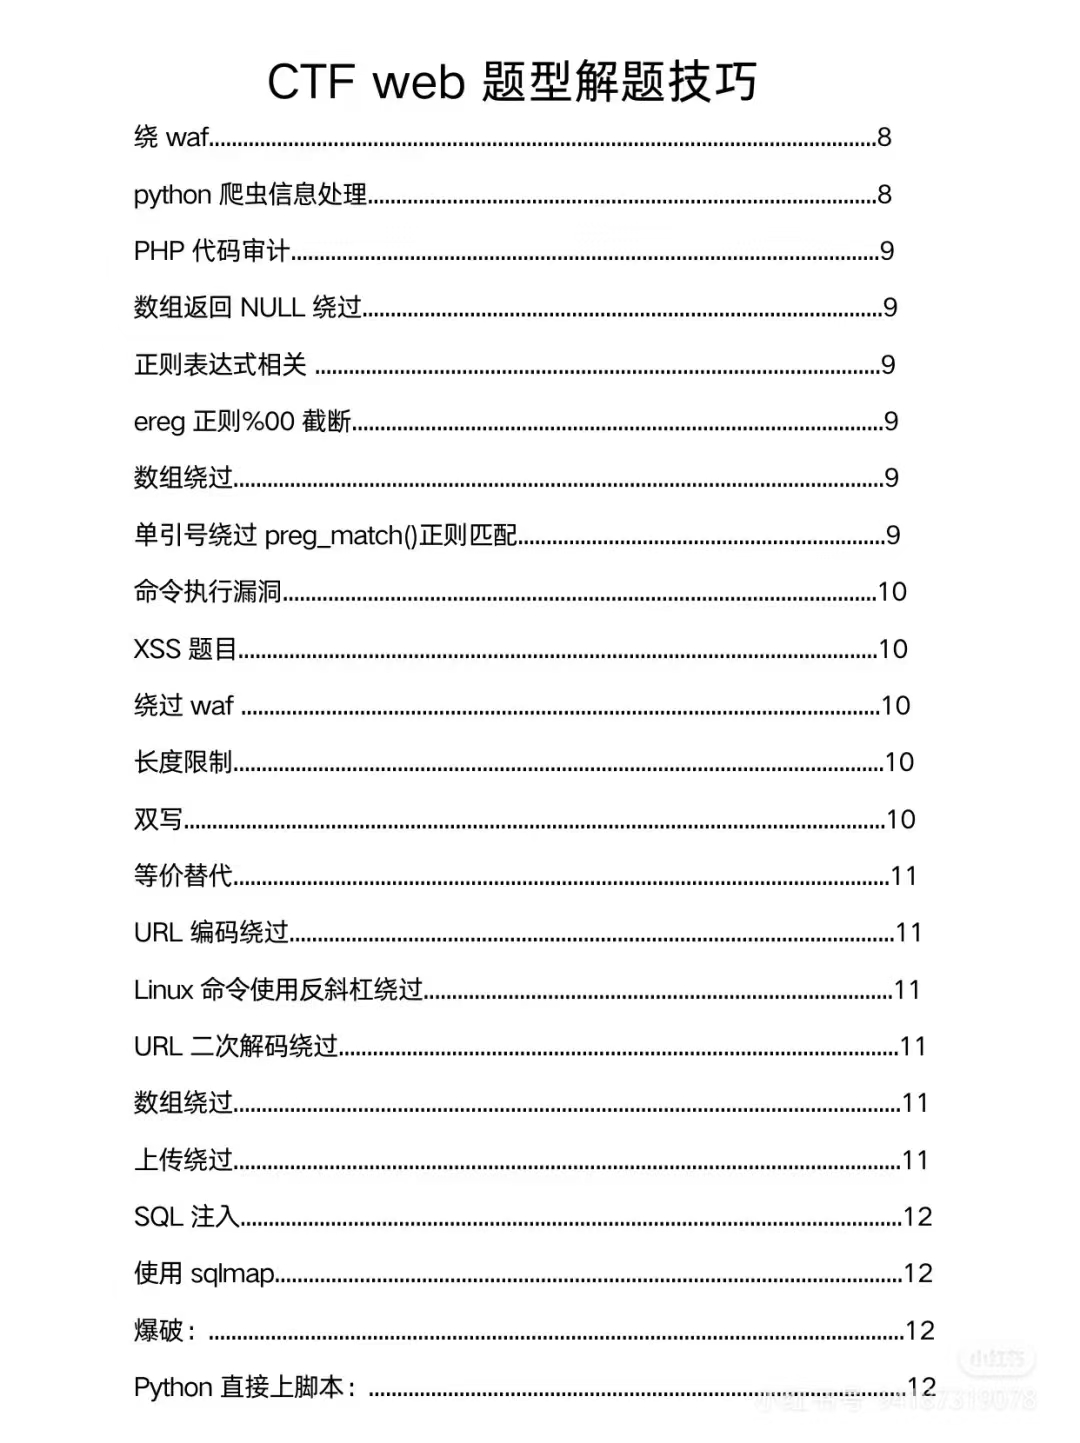 CTF web 题型解题技巧
绕 waf........................................8
python 爬虫信息处理........................................8
PHP 代码审计........................................9
数组返回 NULL 绕过........................................9
正则表达式相关 ........................................9
ereg 正则%00 截断........................................9
数组绕过........................................9
单引号绕过 preg_match()正则匹配........................................9
命令执行漏洞........................................10
XSS 题目........................................10
绕过 waf ........................................10
长度限制........................................10
双写........................................10
等价替代........................................11
URL 编码绕过........................................11
Linux 命令使用反斜杠绕过........................................11
URL 二次解码绕过........................................11
数组绕过........................................11
上传绕过........................................11
SQL 注入........................................12
使用 sqlmap........................................12
爆破：........................................12
Python 直接上脚本：........................................12
小红书
小红书号 94187319078